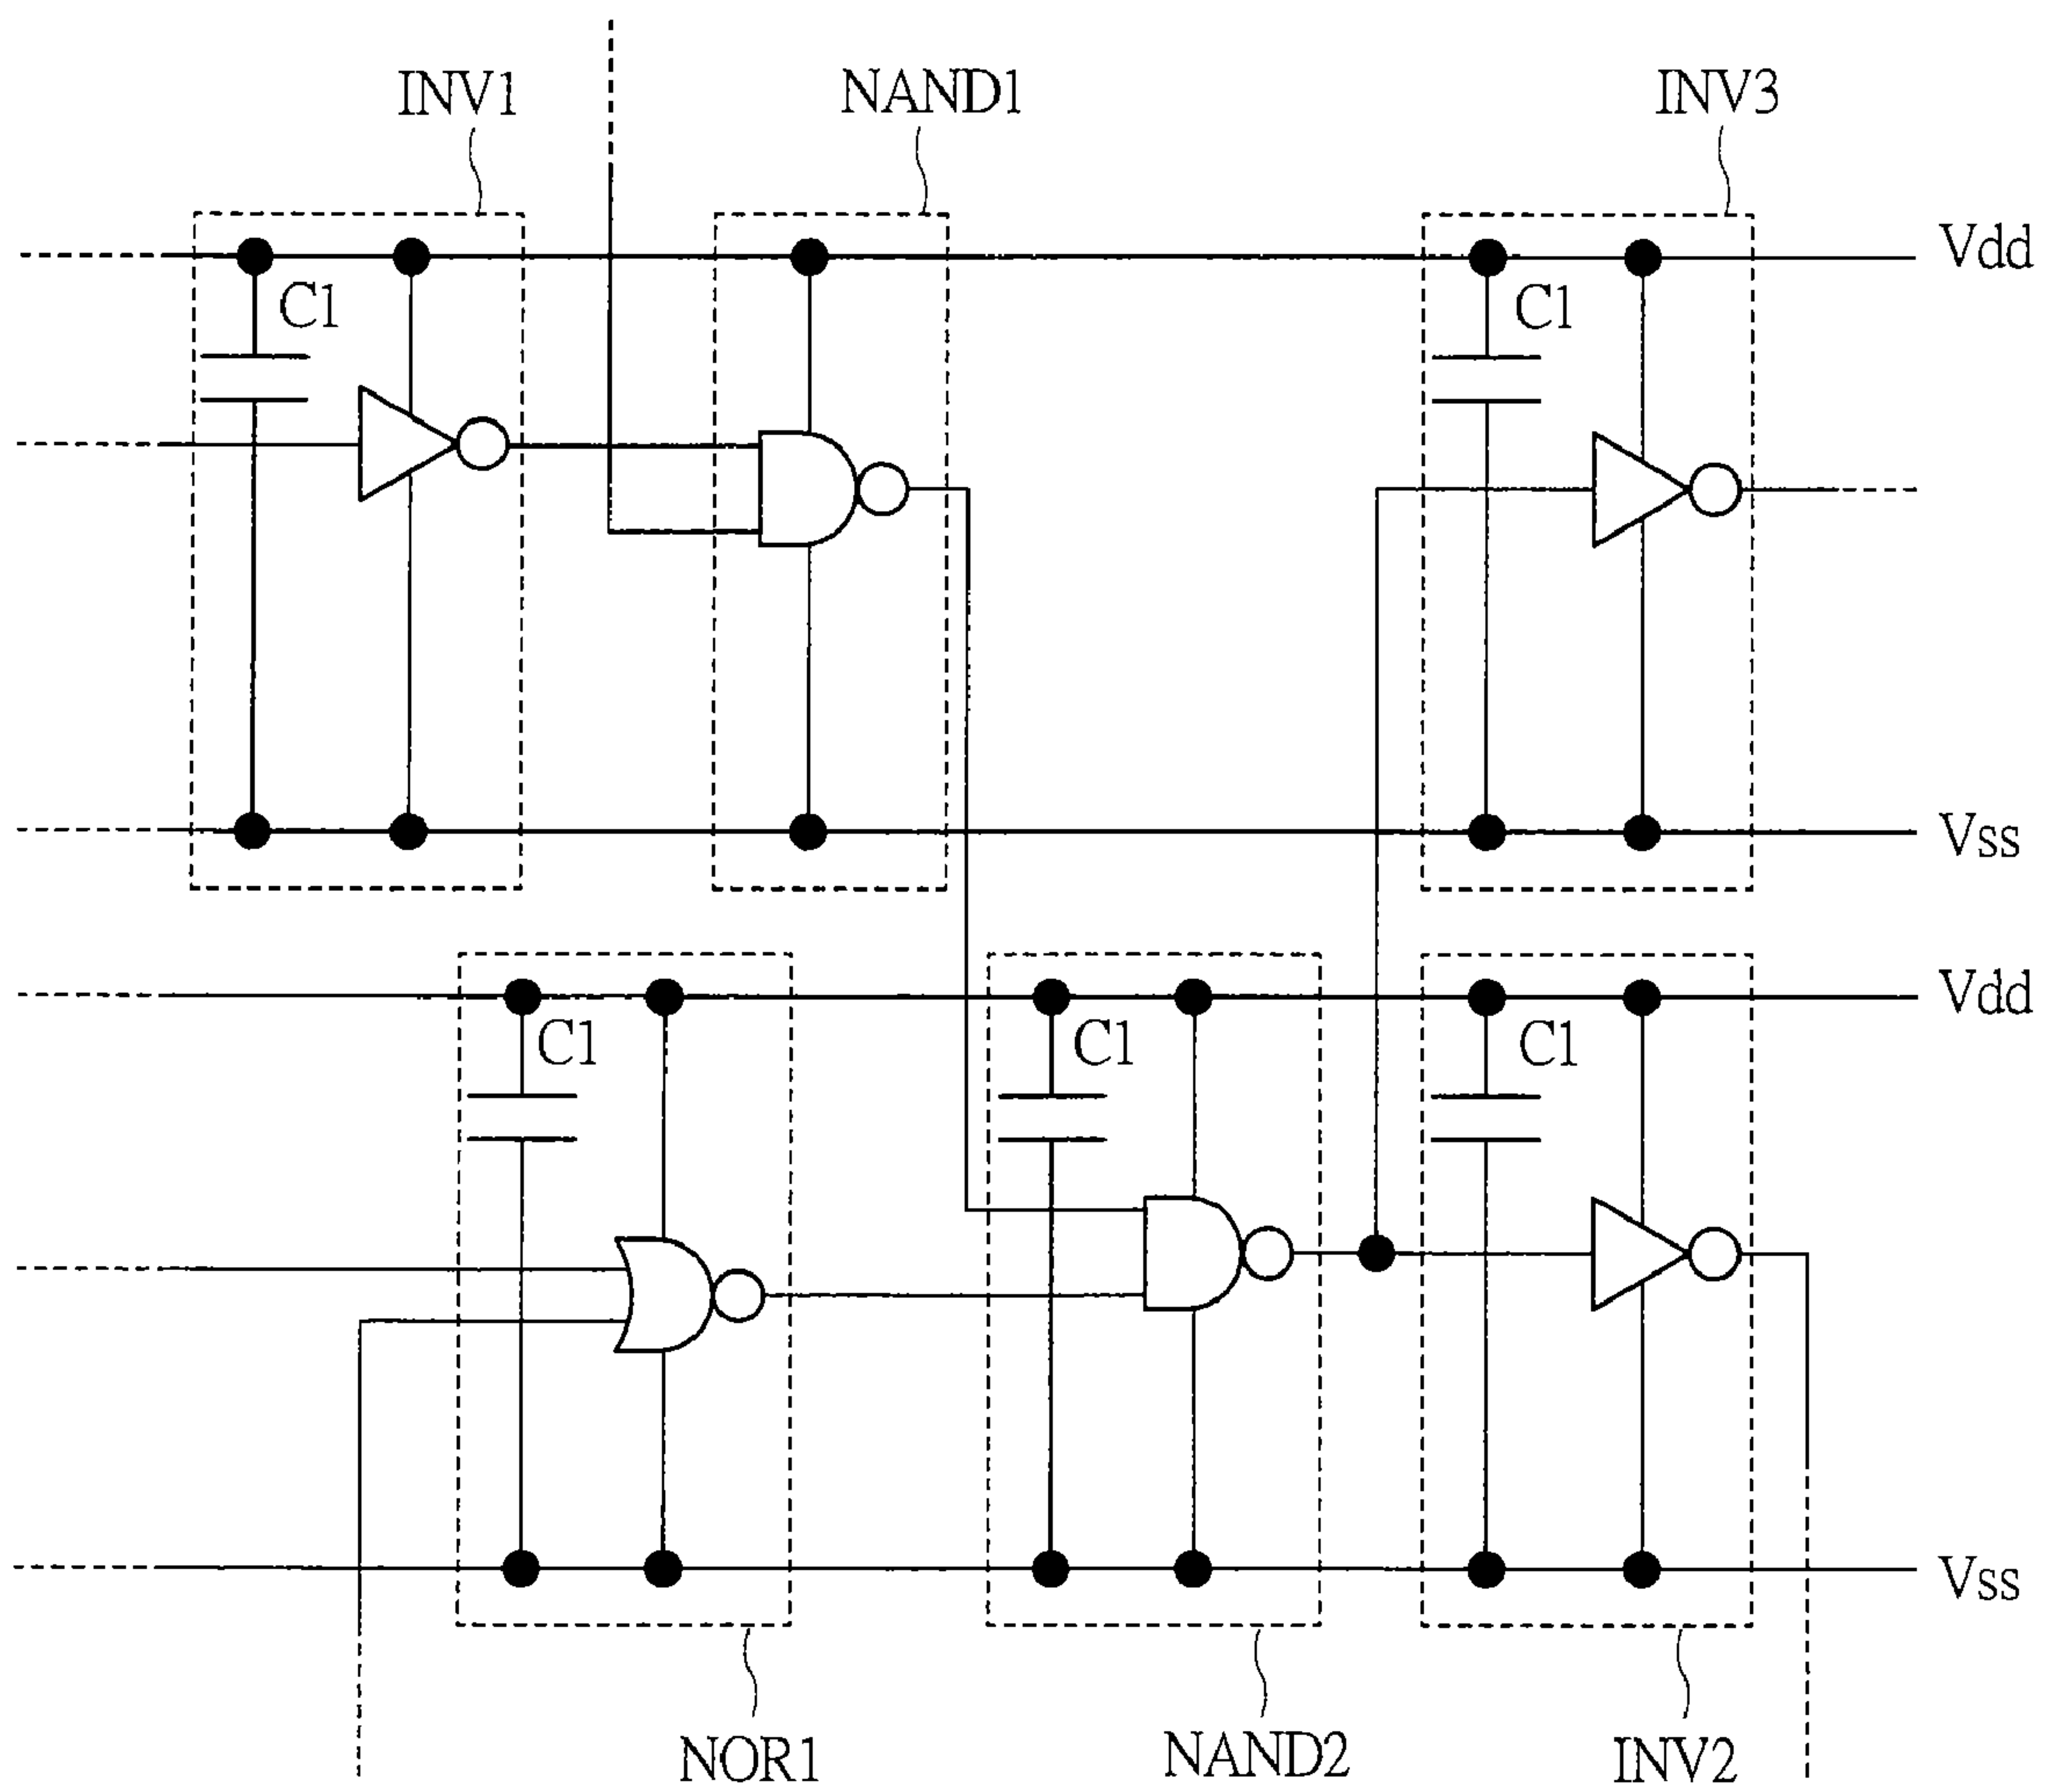 INV1
NAND1
INV3
Vdd
C1
C1
Vss
Vdd
C1
C1
C1
Vss
NOR1
NAND2
INV2